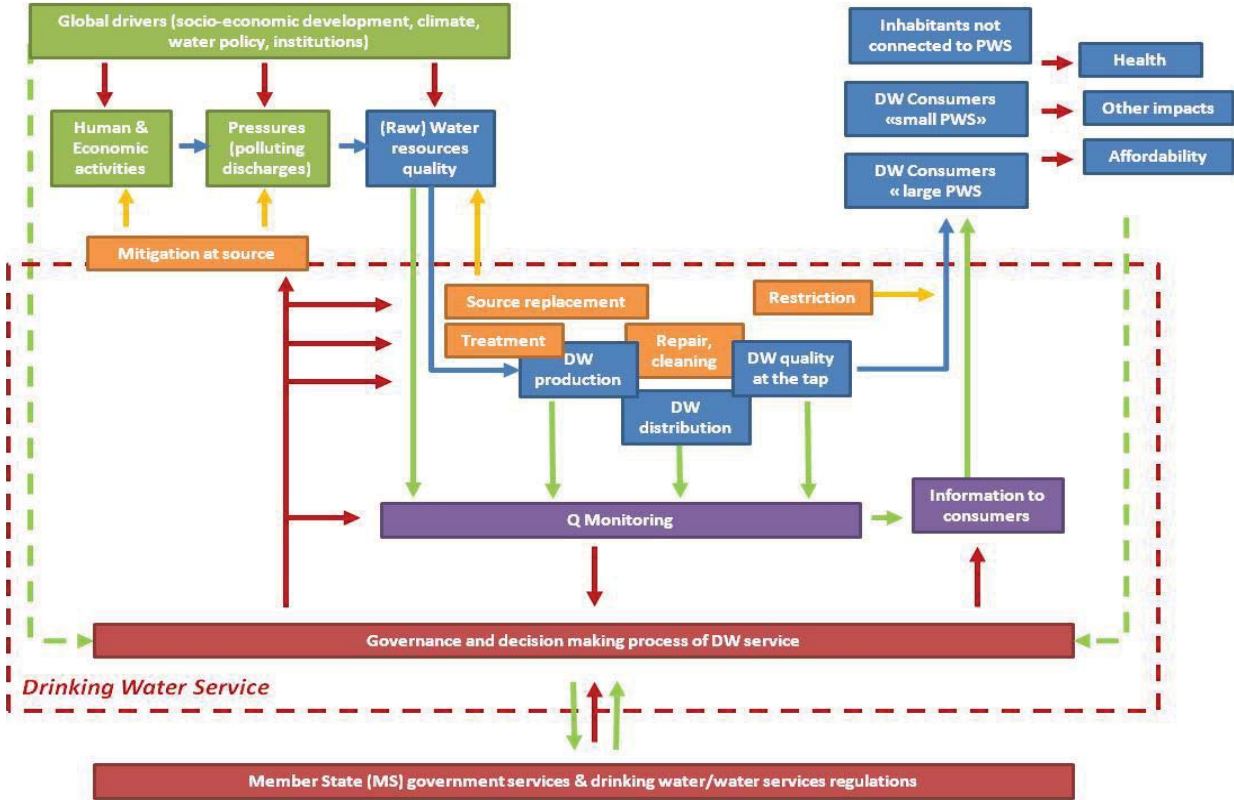 Global drivers (socio-economic development, climate,
water policy, institutions)
Inhabitants not
connected to PWS
Health
Human &
Economic
activities
Pressures
(polluting
discharges)
(Raw) Water
resources
quality
DW Consumers
«small PWS»
Other impacts
DW Consumers
« large PWS
Affordability
Mitigation at source
Source replacement
Restriction
Treatment
Repair,
cleaning
DW
production
DW quality
at the tap
DW
distribution
Q Monitoring
Information to
consumers
Governance and decision making process of DW service
Drinking Water Service
Member State (MS) government services & drinking water/water services regulations